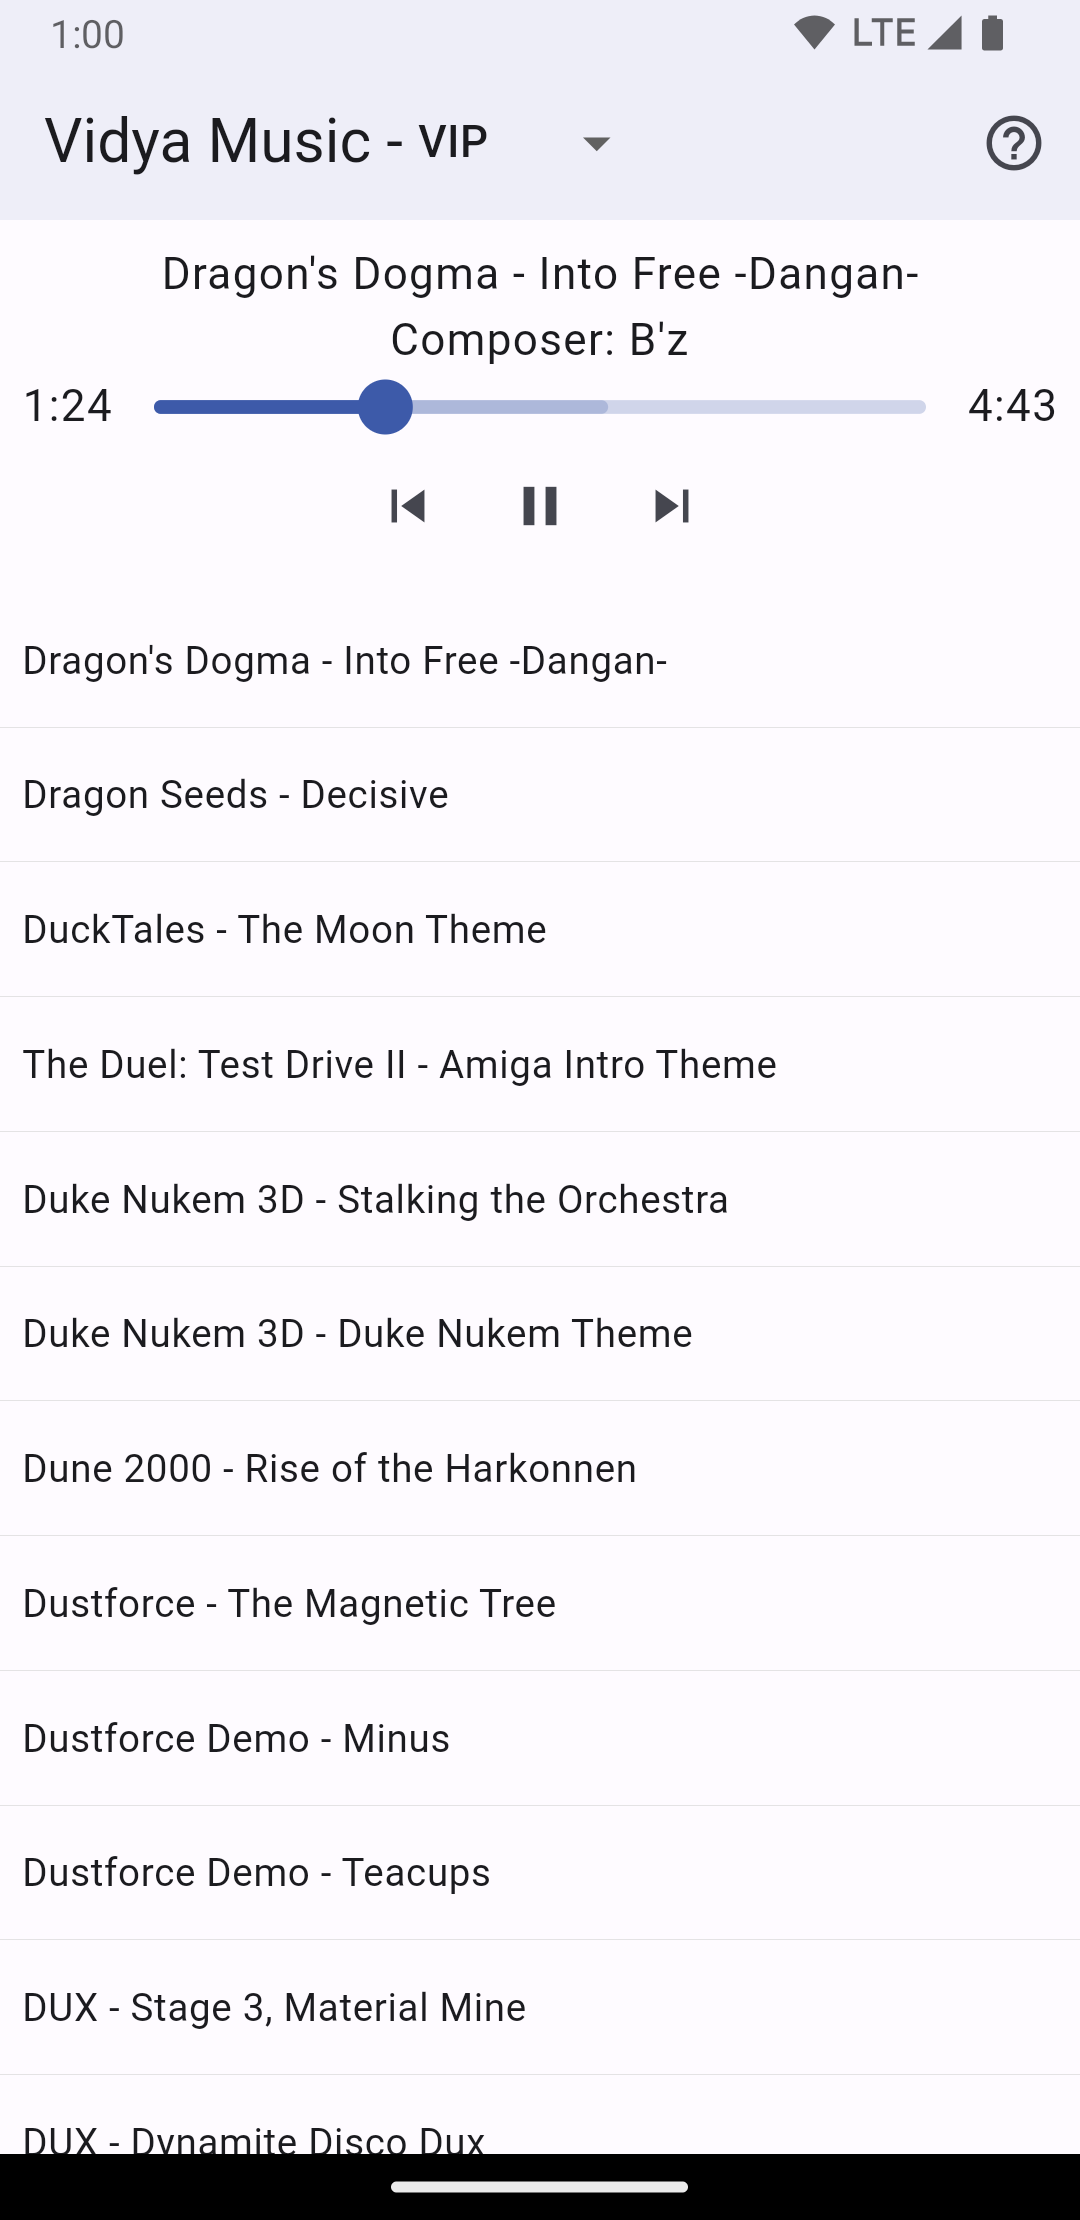 1:00 LTE
Vidya Music - VIP
Dragon's Dogma - Into Free -Dangan-
Composer: B'z
1:24 4:43
Dragon's Dogma - Into Free -Dangan-
Dragon Seeds - Decisive
DuckTales - The Moon Theme
The Duel: Test Drive II - Amiga Intro Theme
Duke Nukem 3D - Stalking the Orchestra
Duke Nukem 3D - Duke Nukem Theme
Dune 2000 - Rise of the Harkonnen
Dustforce - The Magnetic Tree
Dustforce Demo - Minus
Dustforce Demo - Teacups
DUX - Stage 3, Material Mine
DUX - Dynamite Disco Dux